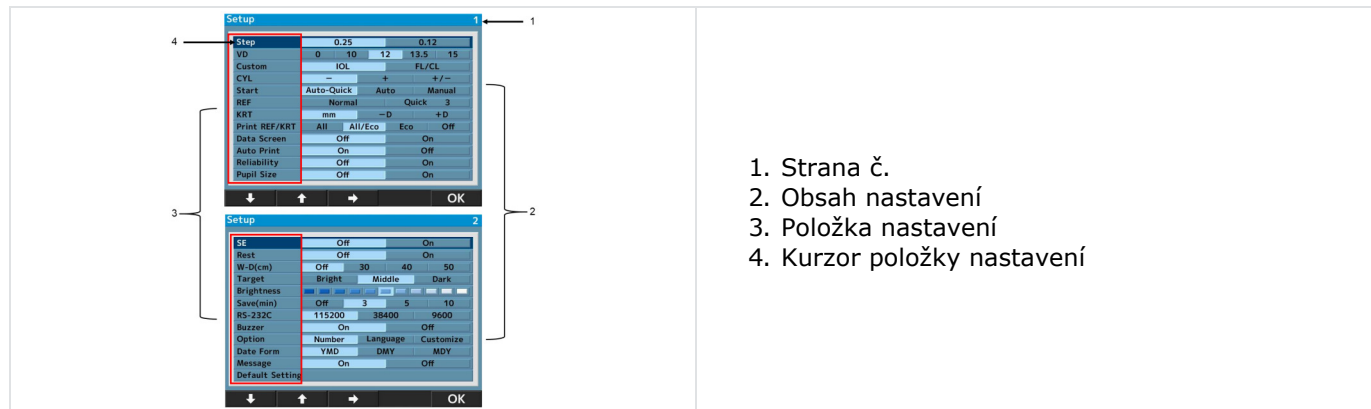 Setup 1
1
4
Step 0.25 0.12
VD 0 10 12 13.5 15
Custom IOL FL/CL
CYL − + +/−
Start Auto-Quick Auto Manual
REF Normal Quick 3
KRT mm −D +D
Print REF/KRT All All/Eco Eco Off
Data Screen Off On
Auto Print On Off
Reliability Off On
Pupil Size Off On
⬇ ⬆ ➡ OK
3
2
Setup 2
SE Off On
Rest Off On
W-D(cm) Off 30 40 50
Target Bright Middle Dark
Brightness
Save(min) Off 3 5 10
RS-232C 115200 38400 9600
Buzzer On Off
Option Number Language Customize
Date Form YMD DMY MDY
Message On Off
Default Setting
⬇ ⬆ ➡ OK
1. Strana č.
2. Obsah nastavení
3. Položka nastavení
4. Kurzor položky nastavení